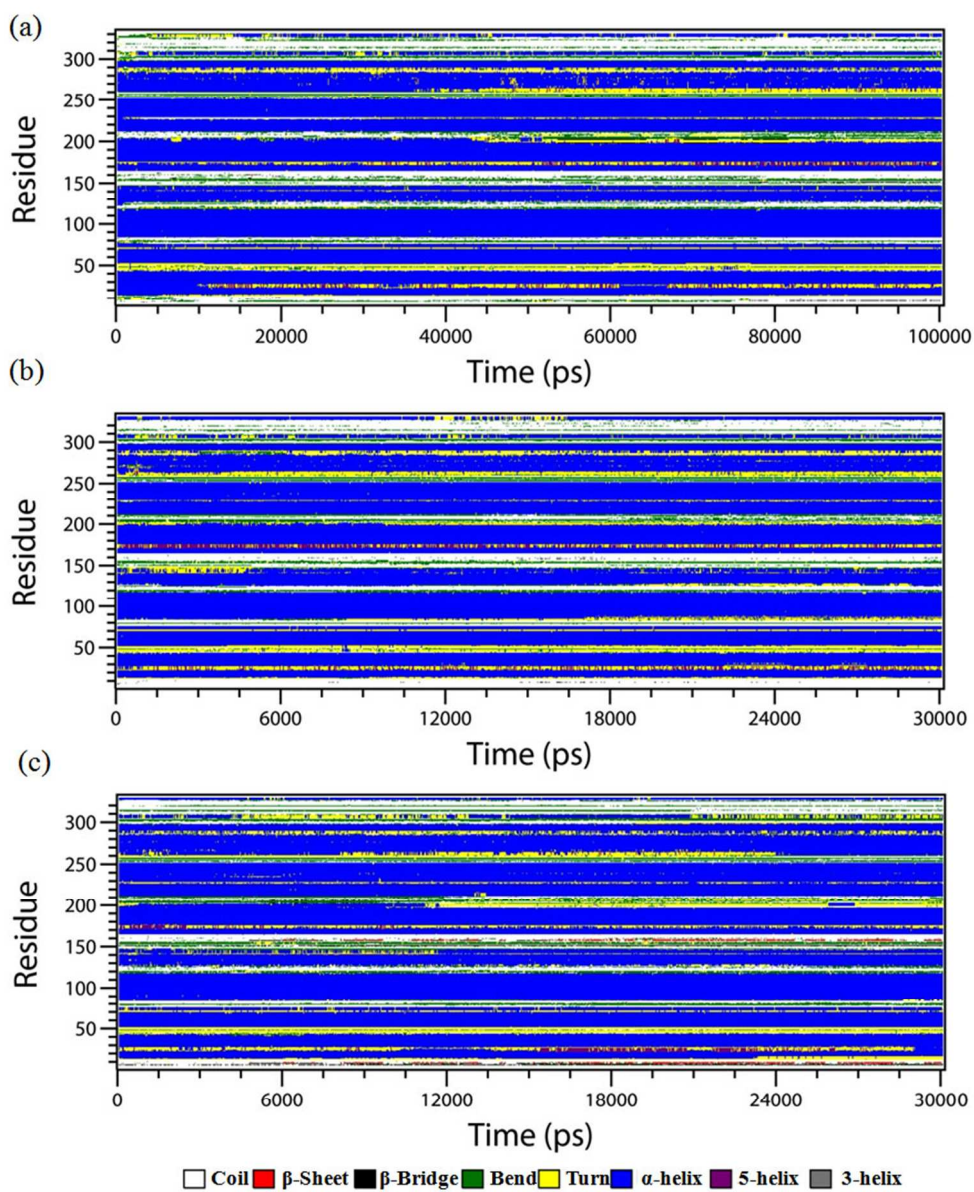 (a)
300
250
200
150
100
50
Residue
0 20000 40000 60000 80000 100000
Time (ps)
(b)
300
250
200
150
100
50
Residue
0 6000 12000 18000 24000 30000
Time (ps)
(c)
300
250
200
150
100
50
Residue
0 6000 12000 18000 24000 30000
Time (ps)
Coil β-Sheet β-Bridge Bend Turn α-helix 5-helix 3-helix